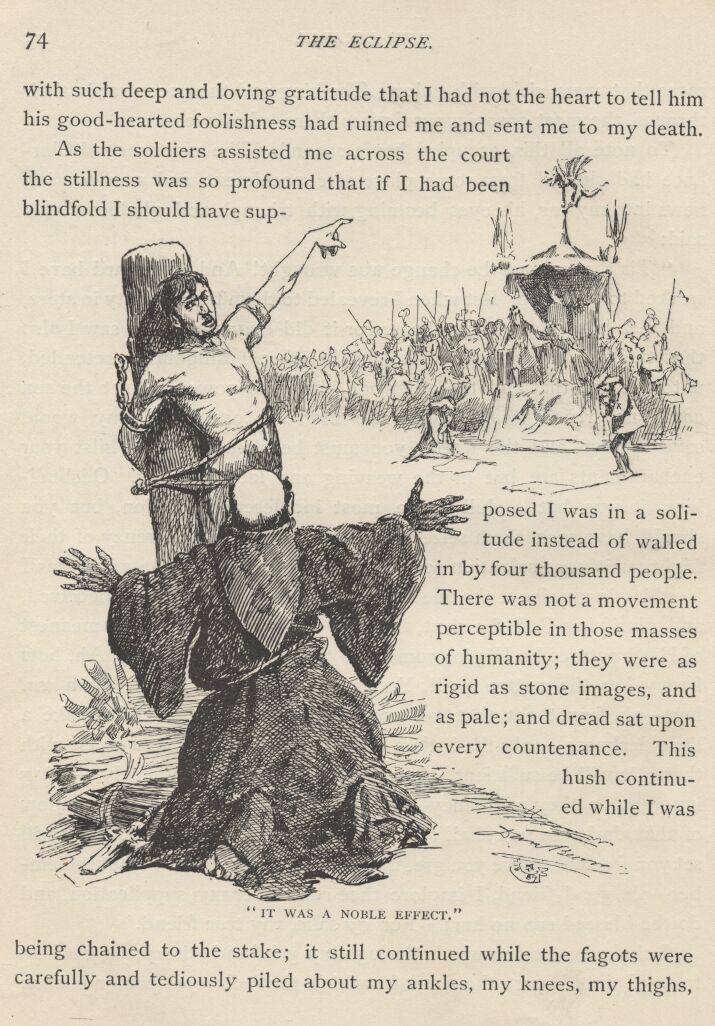 74
THE ECLIPSE.
with such deep and loving gratitude that I had not the heart to tell him
his good-hearted foolishness had ruined me and sent me to my death.
As the soldiers assisted me across the court
the stillness was so profound that if I had been
blindfold I should have sup-
posed I was in a soli-
tude instead of walled
in by four thousand people.
There was not a movement
perceptible in those masses
of humanity; they were as
rigid as stone images, and
as pale; and dread sat upon
every countenance. This
hush continu-
ed while I was
"IT WAS A NOBLE EFFECT."
being chained to the stake; it still continued while the fagots were
carefully and tediously piled about my ankles, my knees, my thighs,